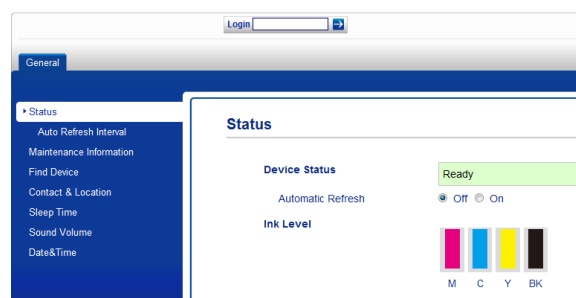 Login
General
Status
Auto Refresh Interval
Maintenance Information
Find Device
Contact & Location
Sleep Time
Sound Volume
Date&Time
Status
Device Status Ready
Automatic Refresh Off On
Ink Level
M C Y BK